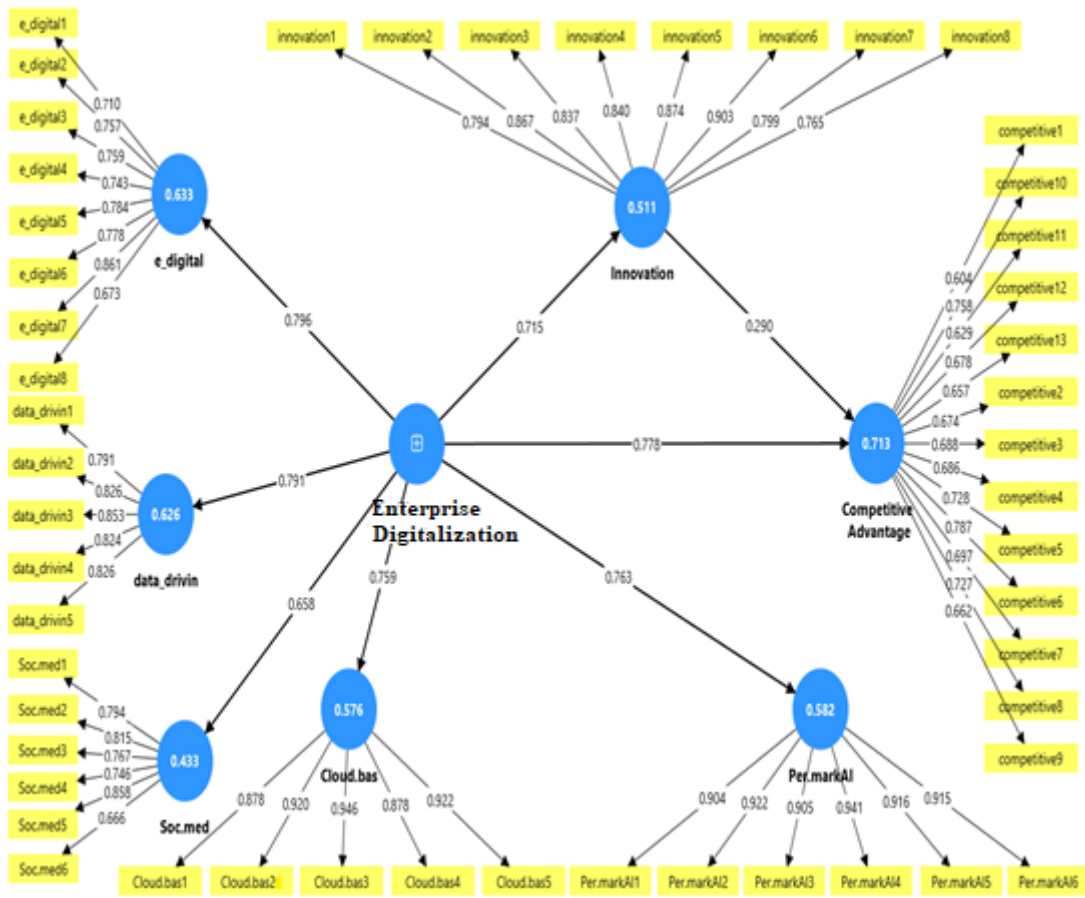 e_digital1
e_digital2
e_digital3
e_digital4
e_digital5
e_digital6
e_digital7
e_digital8
0.710
0.757
0.759
0.743
0.784
0.778
0.861
0.673
0.633
e_digital
innovation1
innovation2
innovation3
innovation4
innovation5
innovation6
innovation7
innovation8
0.794
0.867
0.837
0.840
0.874
0.903
0.799
0.765
0.511
Innovation
competitive1
competitive10
competitive11
competitive12
competitive13
competitive2
competitive3
competitive4
competitive5
competitive6
competitive7
competitive8
competitive9
0.604
0.758
0.629
0.678
0.657
0.674
0.688
0.686
0.728
0.787
0.697
0.727
0.662
0.713
Competitive
Advantage
0.796
0.715
0.290
0.778
0.791
0.658
0.759
0.763
Enterprise
Digitalization
data_drivin1
data_drivin2
data_drivin3
data_drivin4
data_drivin5
0.791
0.826
0.853
0.824
0.826
0.626
data_drivin
Soc.med1
Soc.med2
Soc.med3
Soc.med4
Soc.med5
Soc.med6
0.794
0.815
0.767
0.746
0.858
0.666
0.433
Soc.med
0.576
Cloud.bas
0.878
0.920
0.946
0.878
0.922
Cloud.bas1
Cloud.bas2
Cloud.bas3
Cloud.bas4
Cloud.bas5
0.582
Per.markAI
0.904
0.922
0.905
0.941
0.916
0.915
Per.markAI1
Per.markAI2
Per.markAI3
Per.markAI4
Per.markAI5
Per.markAI6